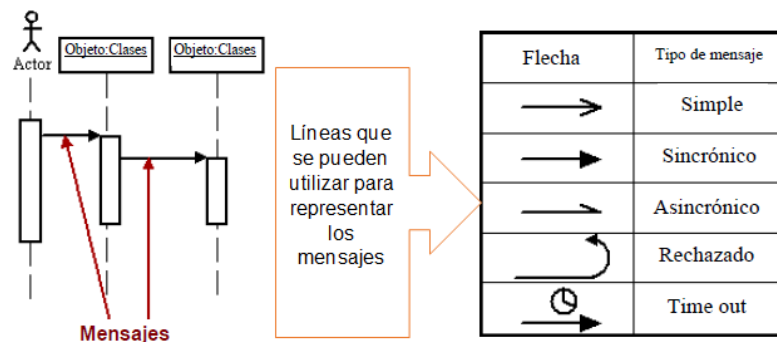 Actor
Objeto:Clases
Objeto:Clases
Mensajes
Líneas que
se pueden
utilizar para
representar
los
mensajes
Flecha
Tipo de mensaje
Simple
Sincrónico
Asincrónico
Rechazado
Time out